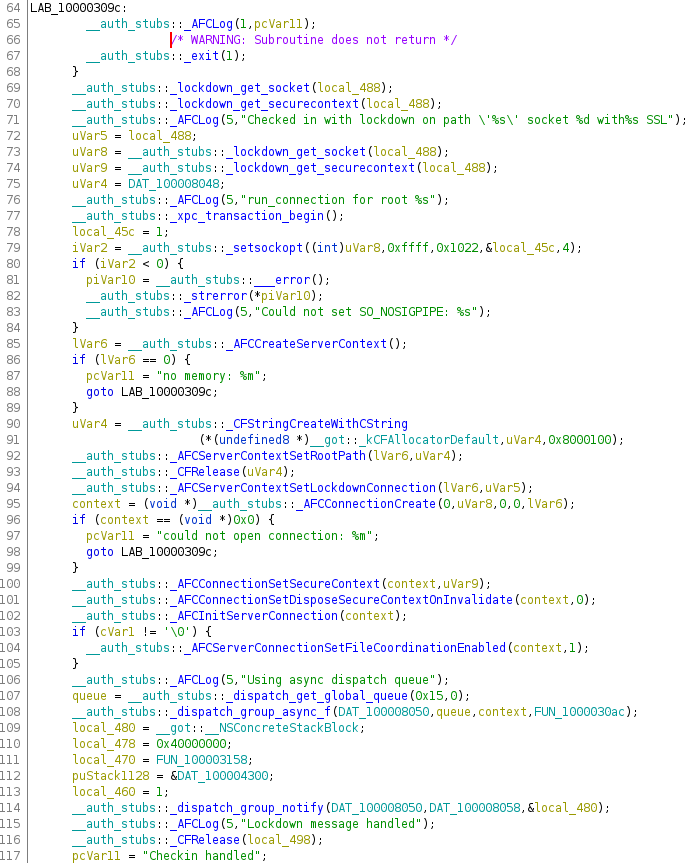 64 LAB_10000309c:
65 __auth_stubs::_AFCLog(1,pcVar11);
66 /* WARNING: Subroutine does not return */
67 __auth_stubs::_exit(1);
68 }
69 __auth_stubs::_lockdown_get_socket(local_488);
70 __auth_stubs::_lockdown_get_securecontext(local_488);
71 __auth_stubs::_AFCLog(5,"Checked in with lockdown on path \'%s\' socket %d with%s SSL");
72 uVar5 = local_488;
73 uVar8 = __auth_stubs::_lockdown_get_socket(local_488);
74 uVar9 = __auth_stubs::_lockdown_get_securecontext(local_488);
75 uVar4 = DAT_100008048;
76 __auth_stubs::_AFCLog(5,"run_connection for root %s");
77 __auth_stubs::_xpc_transaction_begin();
78 local_45c = 1;
79 iVar2 = __auth_stubs::_setsockopt((int)uVar8,0xffff,0x1022,&local_45c,4);
80 if (iVar2 < 0) {
81 piVar10 = __auth_stubs::___error();
82 __auth_stubs::_strerror(*piVar10);
83 __auth_stubs::_AFCLog(5,"Could not set SO_NOSIGPIPE: %s");
84 }
85 lVar6 = __auth_stubs::_AFCCreateServerContext();
86 if (lVar6 == 0) {
87 pcVar11 = "no memory: %m";
88 goto LAB_10000309c;
89 }
90 uVar4 = __auth_stubs::_CFStringCreateWithCString
91 (*(undefined8 *)__got::_kCFAllocatorDefault,uVar4,0x8000100);
92 __auth_stubs::_AFCServerContextSetRootPath(lVar6,uVar4);
93 __auth_stubs::_CFRelease(uVar4);
94 __auth_stubs::_AFCServerContextSetLockdownConnection(lVar6,uVar5);
95 context = (void *)__auth_stubs::_AFCConnectionCreate(0,uVar8,0,0,lVar6);
96 if (context == (void *)0x0) {
97 pcVar11 = "could not open connection: %m";
98 goto LAB_10000309c;
99 }
100 __auth_stubs::_AFCConnectionSetSecureContext(context,uVar9);
101 __auth_stubs::_AFCConnectionSetDisposeSecureContextOnInvalidate(context,0);
102 __auth_stubs::_AFCInitServerConnection(context);
103 if (cVar1 != '\0') {
104 __auth_stubs::_AFCServerConnectionSetFileCoordinationEnabled(context,1);
105 }
106 __auth_stubs::_AFCLog(5,"Using async dispatch queue");
107 queue = __auth_stubs::_dispatch_get_global_queue(0x15,0);
108 __auth_stubs::_dispatch_group_async_f(DAT_100008050,queue,context,FUN_1000030ac);
109 local_480 = __got::__NSConcreteStackBlock;
110 local_478 = 0x40000000;
111 local_470 = FUN_100003158;
112 puStack1128 = &DAT_100004300;
113 local_460 = 1;
114 __auth_stubs::_dispatch_group_notify(DAT_100008050,DAT_100008058,&local_480);
115 __auth_stubs::_AFCLog(5,"Lockdown message handled");
116 __auth_stubs::_CFRelease(local_498);
117 pcVar11 = "Checkin handled";